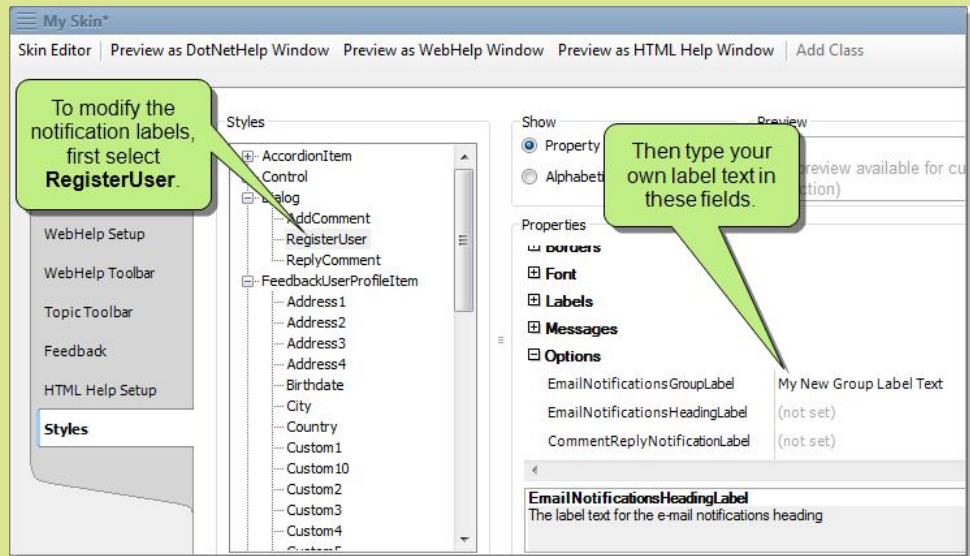 My Skin*
Skin Editor Preview as DotNetHelp Window Preview as WebHelp Window Preview as HTML Help Window Add Class
To modify the
notification labels,
first select
RegisterUser.
WebHelp Setup
WebHelp Toolbar
Topic Toolbar
Feedback
HTML Help Setup
Styles
Styles
AccordionItem
Control
Dialog
AddComment
RegisterUser
ReplyComment
FeedbackUserProfileItem
Address1
Address2
Address3
Address4
Birthdate
City
Country
Custom1
Custom10
Custom2
Custom3
Custom4
Show
Property
Preview
Then type your
own label text in
these fields.
Properties
Borders
Font
Labels
Messages
Options
EmailNotificationsGroupLabel My New Group Label Text
EmailNotificationsHeadingLabel (not set)
CommentReplyNotificationLabel (not set)
EmailNotificationsHeadingLabel
The label text for the e-mail notifications heading